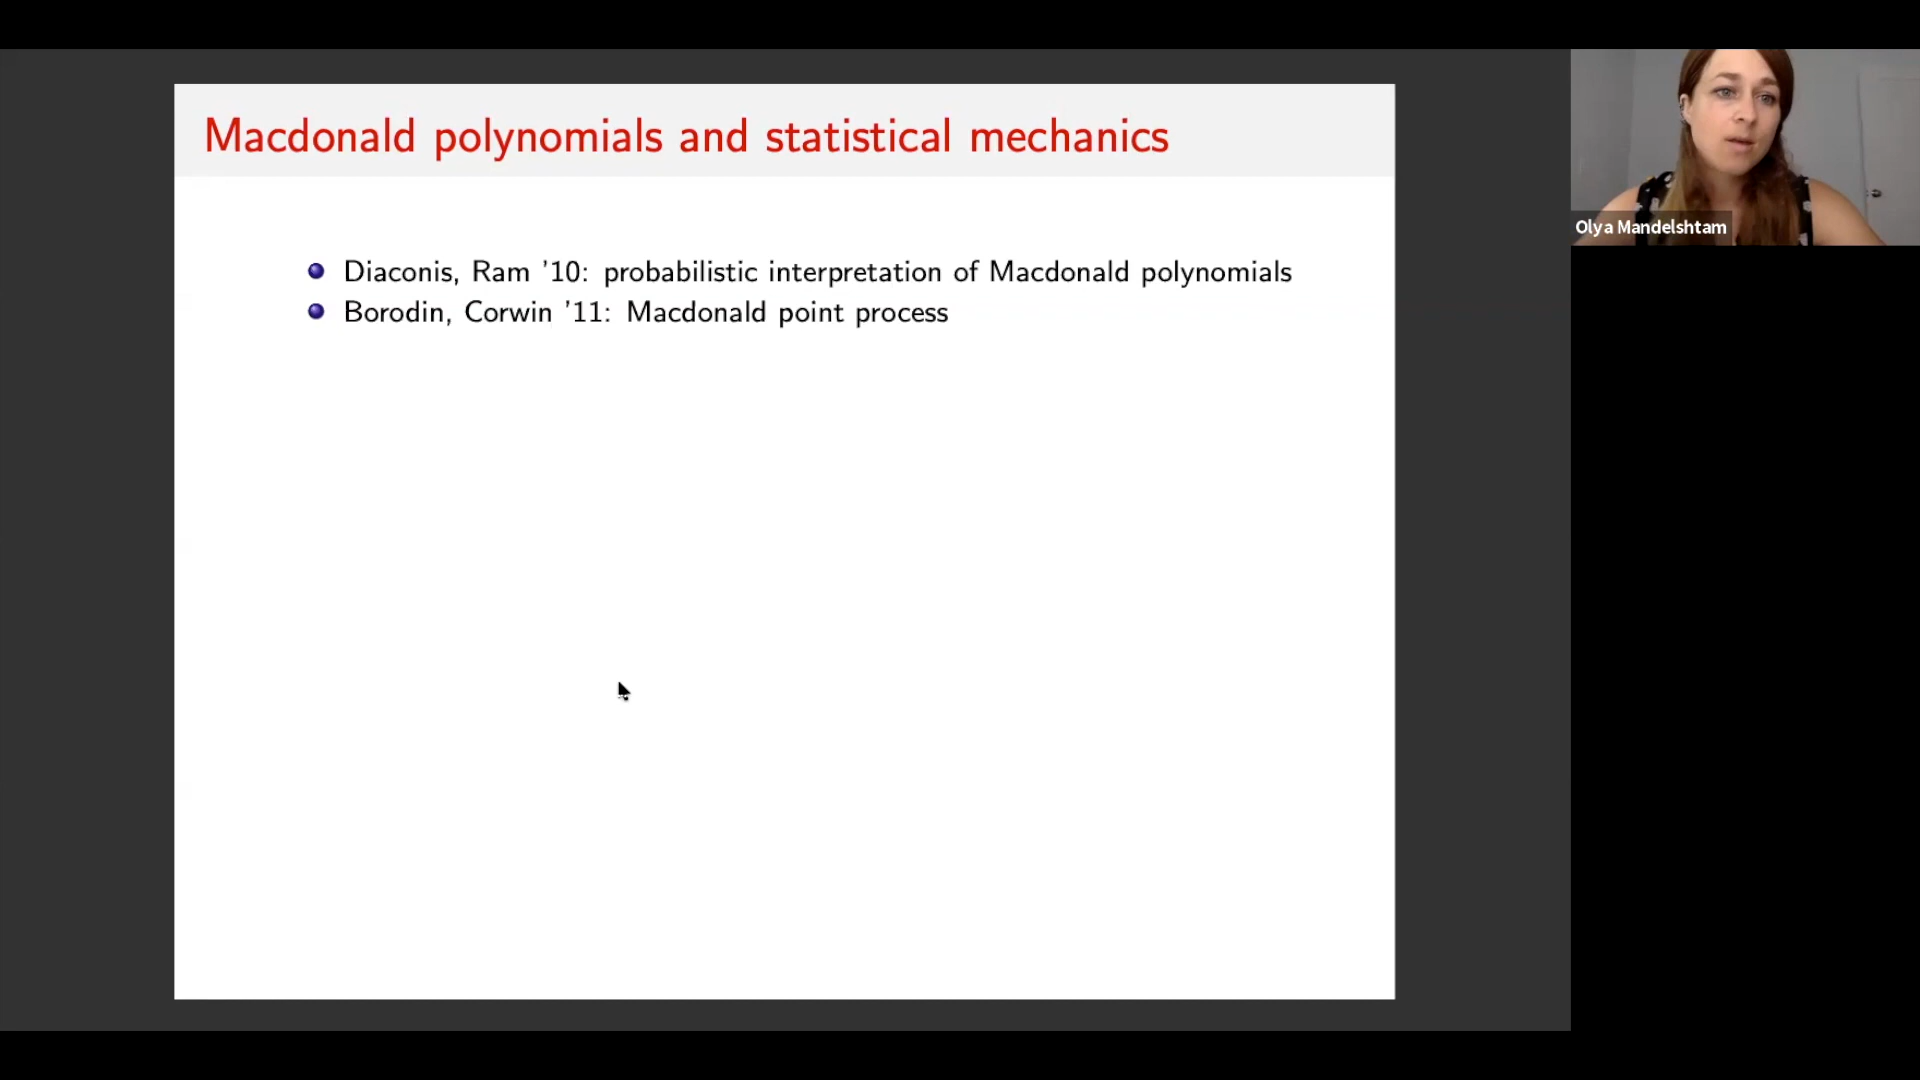 Macdonald polynomials and statistical mechanics
Diaconis, Ram '10: probabilistic interpretation of Macdonald polynomials
Borodin, Corwin '11: Macdonald point process
Olya Mandelshtam